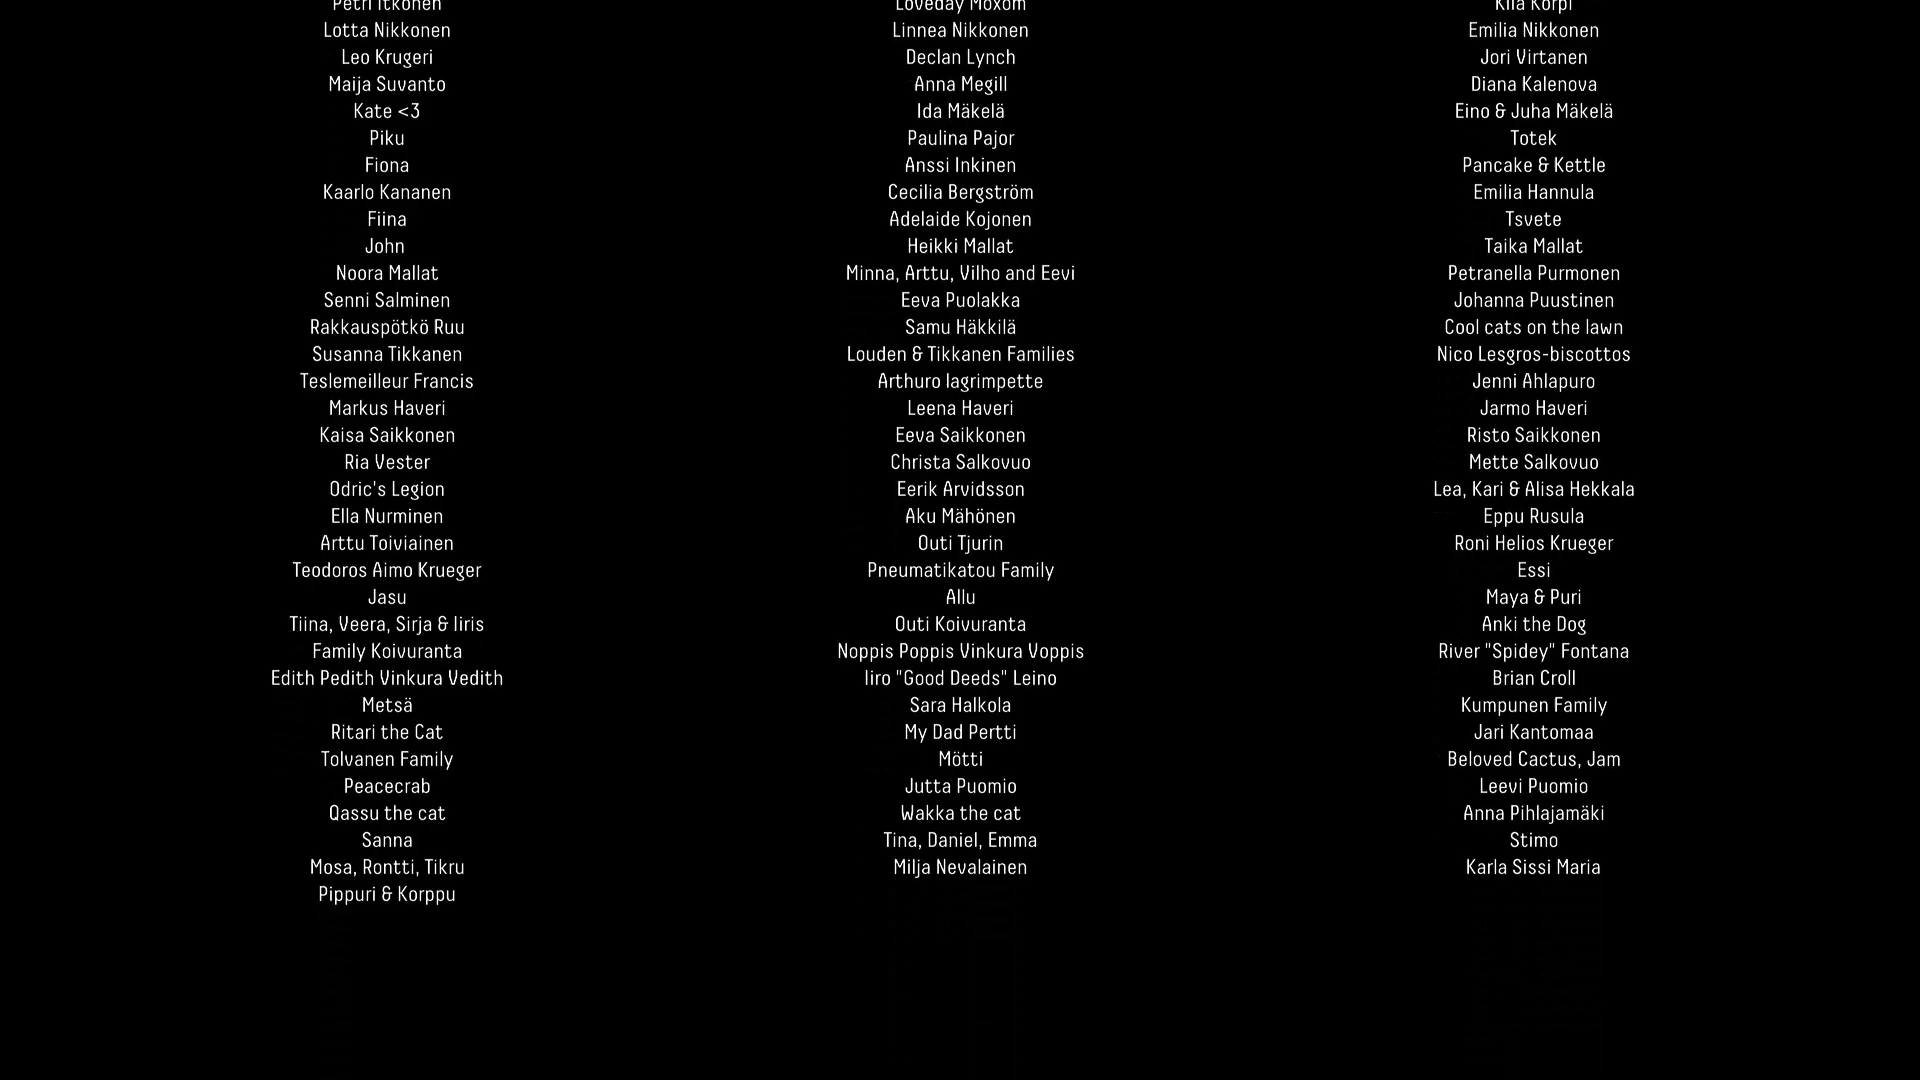 Petri Itkonen Loveday Moxom Kiia Korpi
Lotta Nikkonen Linnea Nikkonen Emilia Nikkonen
Leo Krugeri Declan Lynch Jori Virtanen
Maija Suvanto Anna Megill Diana Kalenova
Kate <3 Ida Mäkelä Eino & Juha Mäkelä
Piku Paulina Pajor Totek
Fiona Anssi Inkinen Pancake & Kettle
Kaarlo Kananen Cecilia Bergström Emilia Hannula
Fiina Adelaide Kojonen Tsvete
John Heikki Mallat Taika Mallat
Noora Mallat Minna, Arttu, Vilho and Eevi Petranella Purmonen
Senni Salminen Eeva Puolakka Johanna Puustinen
Rakkauspötkö Ruu Samu Häkkilä Cool cats on the lawn
Susanna Tikkanen Louden & Tikkanen Families Nico Lesgros-biscottos
Teslemeilleur Francis Arthuro lagrimpette Jenni Ahlapuro
Markus Haveri Leena Haveri Jarmo Haveri
Kaisa Saikkonen Eeva Saikkonen Risto Saikkonen
Ria Vester Christa Salkovuo Mette Salkovuo
Odric's Legion Eerik Arvidsson Lea, Kari & Alisa Hekkala
Ella Nurminen Aku Mähönen Eppu Rusula
Arttu Toiviainen Outi Tjurin Roni Helios Krueger
Teodoros Aimo Krueger Pneumatikatou Family Essi
Jasu Allu Maya & Puri
Tiina, Veera, Sirja & Iiris Outi Koivuranta Anki the Dog
Family Koivuranta Noppis Poppis Vinkura Voppis River "Spidey" Fontana
Edith Pedith Vinkura Vedith Iiro "Good Deeds" Leino Brian Croll
Metsä Sara Halkola Kumpunen Family
Ritari the Cat My Dad Pertti Jari Kantomaa
Tolvanen Family Mötti Beloved Cactus, Jam
Peacecrab Jutta Puomio Leevi Puomio
Qassu the cat Wakka the cat Anna Pihlajamäki
Sanna Tina, Daniel, Emma Stimo
Mosa, Rontti, Tikru Milja Nevalainen Karla Sissi Maria
Pippuri & Korppu